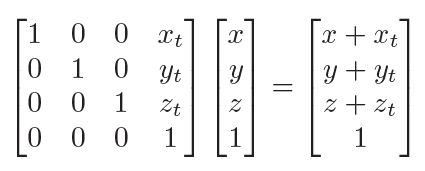 1 0 0 x_t x x + x_t
0 1 0 y_t y y + y_t
=
0 0 1 z_t z z + z_t
0 0 0 1 1 1